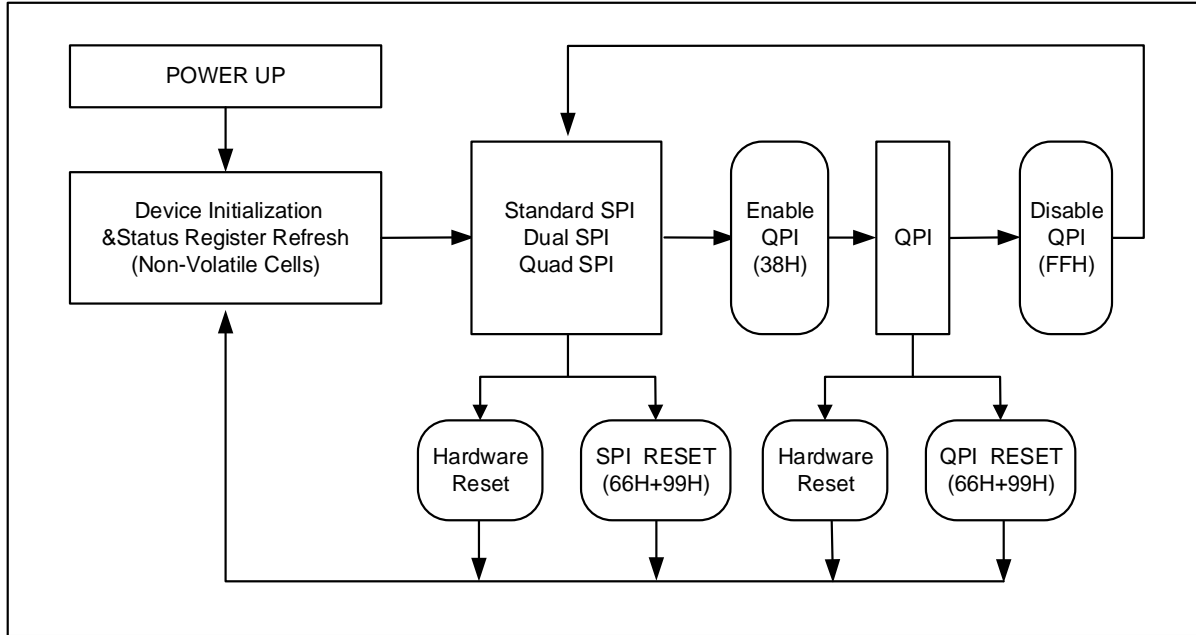 POWER UP
Device Initialization
&Status Register Refresh
(Non-Volatile Cells)
Standard SPI
Dual SPI
Quad SPI
Enable
QPI
(38H)
QPI
Disable
QPI
(FFH)
Hardware
Reset
SPI RESET
(66H+99H)
Hardware
Reset
QPI RESET
(66H+99H)